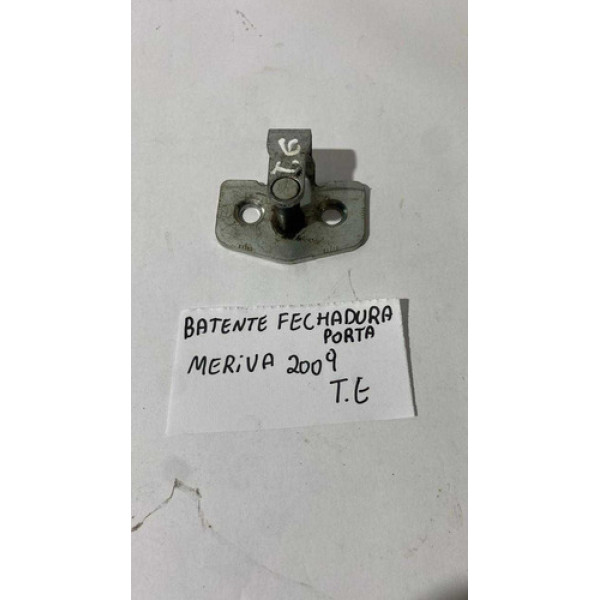 T.E
BATENTE FECHADURA
PORTA
MERiVA 2009
T.E